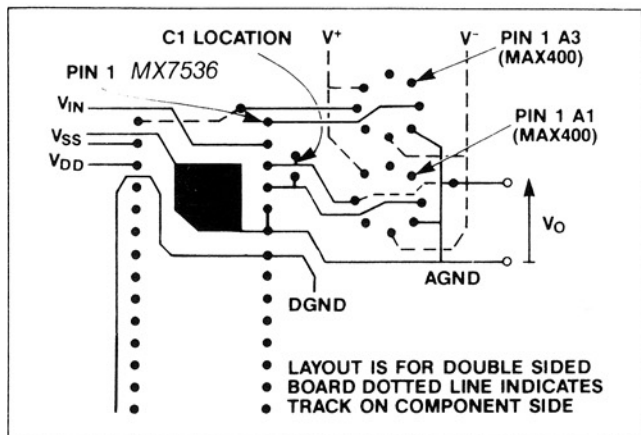 C1 LOCATION
V+
V-
PIN 1 A3
(MAX400)
PIN 1 MX7536
VIN
VSS
VDD
PIN 1 A1
(MAX400)
VO
DGND
AGND
LAYOUT IS FOR DOUBLE SIDED
BOARD DOTTED LINE INDICATES
TRACK ON COMPONENT SIDE